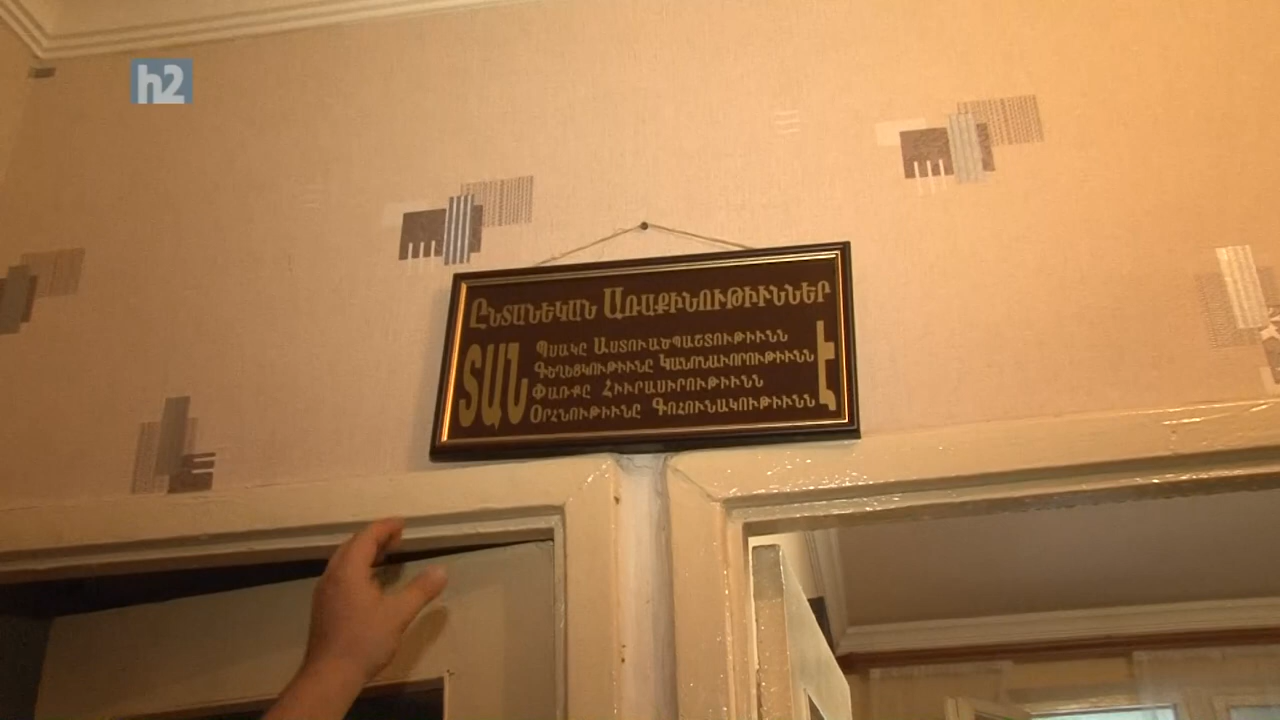 h2
ԸՆՏԱՆԵԿԱՆ ԱՌԱՔԻՆՈՒԹԻՒՆՆԵՐ
ՏԱՆ
ՊՍԱԿԸ ԱՍՏՈՒԱԾՊԱՇՏՈՒԹԻՒՆՆ
ԳԵՂԵՑԿՈՒԹԻՒՆԸ ԿԱՆՈՆԱՒՈՐՈՒԹԻՒՆՆ
ՓԱՌՔԸ ՀԻՒՐԱՍԻՐՈՒԹԻՒՆՆ
ՕՐՀՆՈՒԹԻՒՆԸ ԳՈՀՈՒՆԱԿՈՒԹԻՒՆՆ
Է